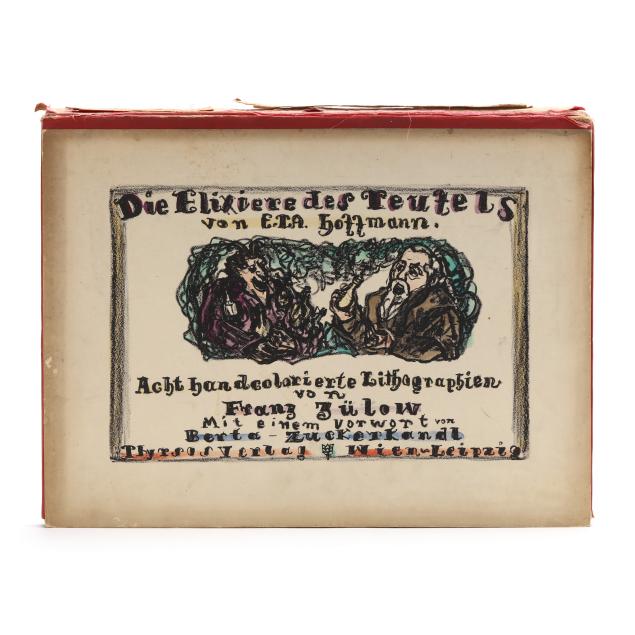 Die Elixiere des Teufels
von E.T.A. Hoffmann.
Acht handcolorierte Lithographien
von
Franz Zülow
Mit einem Vorwort von
Berta-Zuckerkandl
Thyrsos Verlag Wien-Leipzig